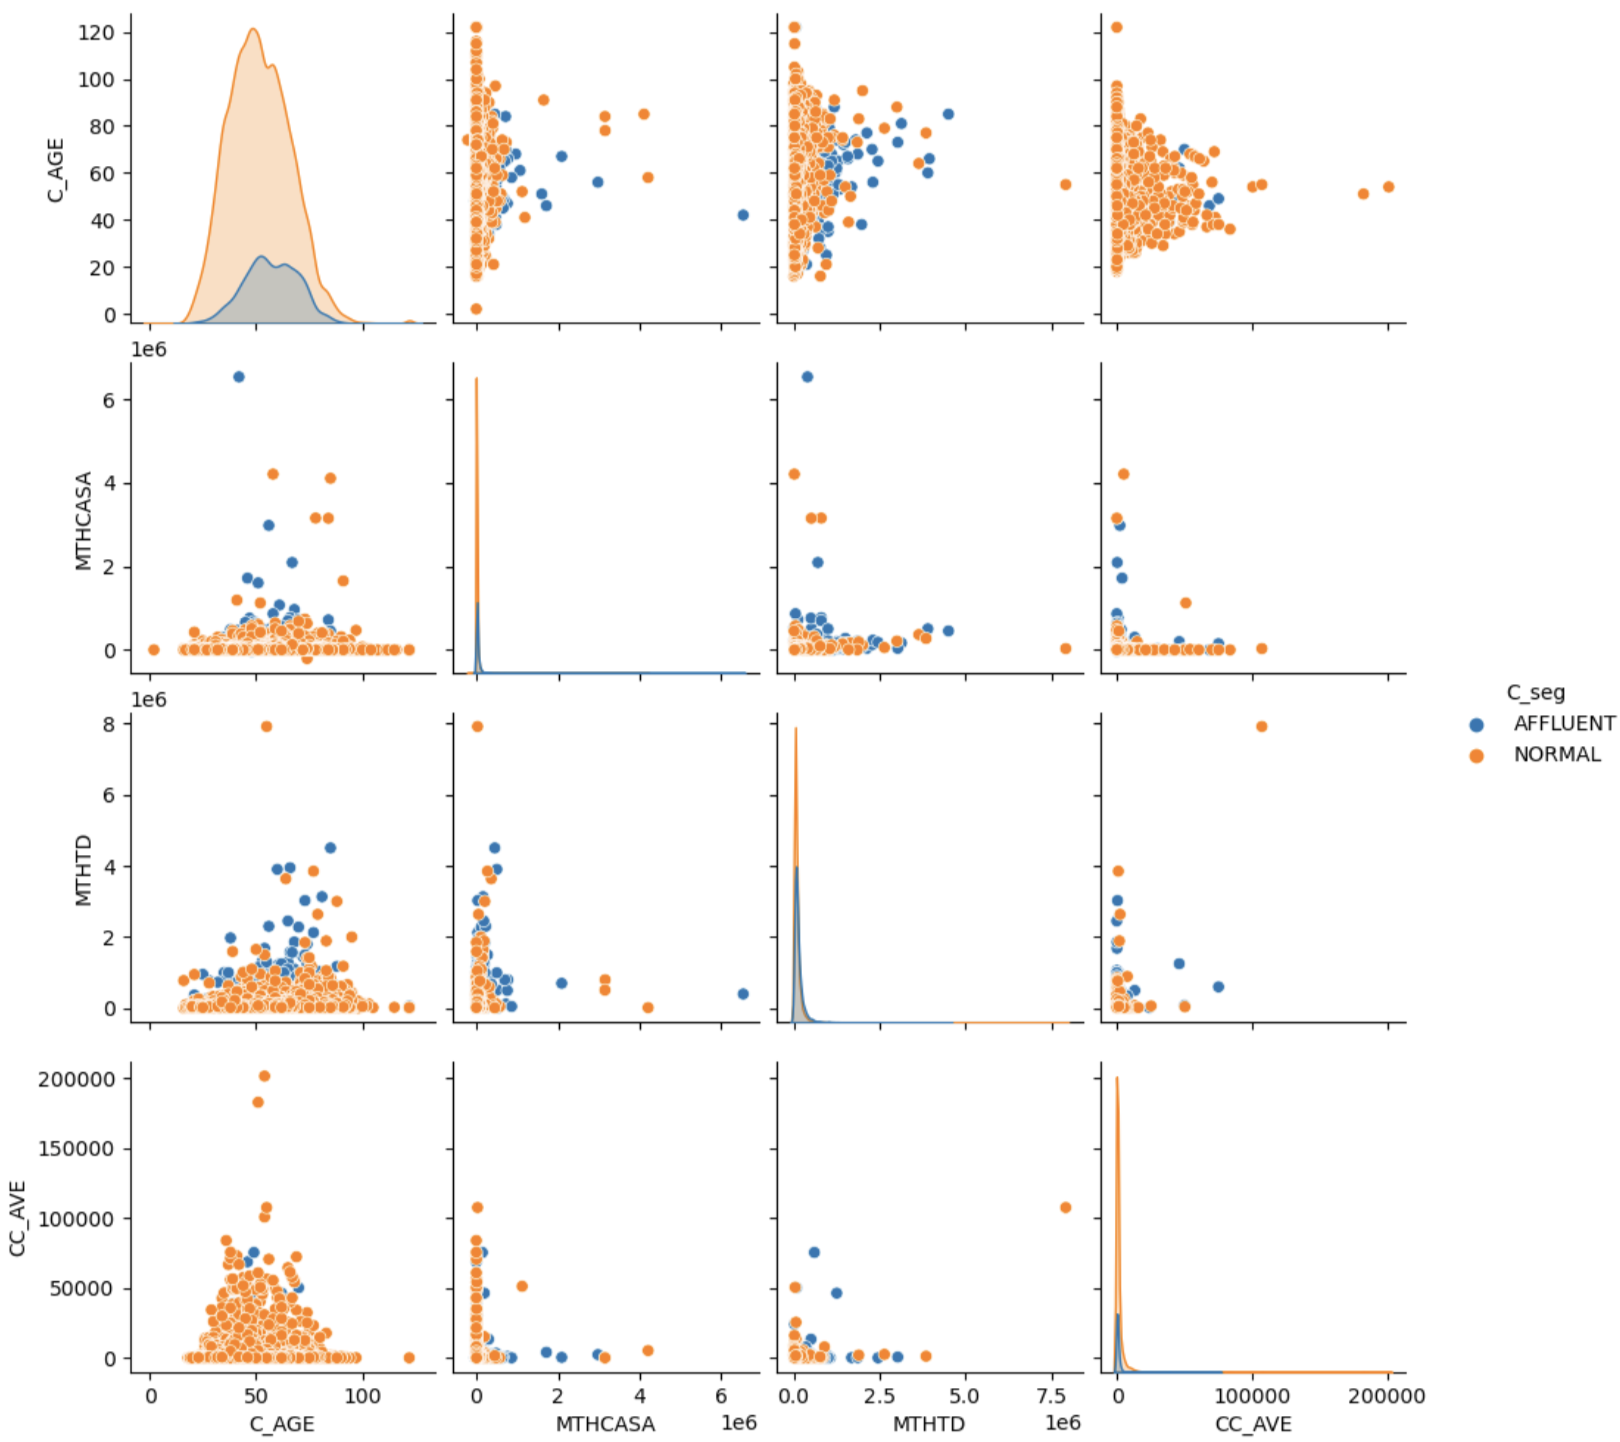 120
100
80
60
40
20
0
C_AGE
1e6
6
4
2
0
MTHCASA
1e6
8
6
4
2
0
MTHTD
C_seg
AFFLUENT
NORMAL
200000
150000
100000
50000
0
CC_AVE
0 50 100
0 2 4 6
0.0 2.5 5.0 7.5
0 100000 200000
C_AGE
MTHCASA 1e6
MTHTD 1e6
CC_AVE